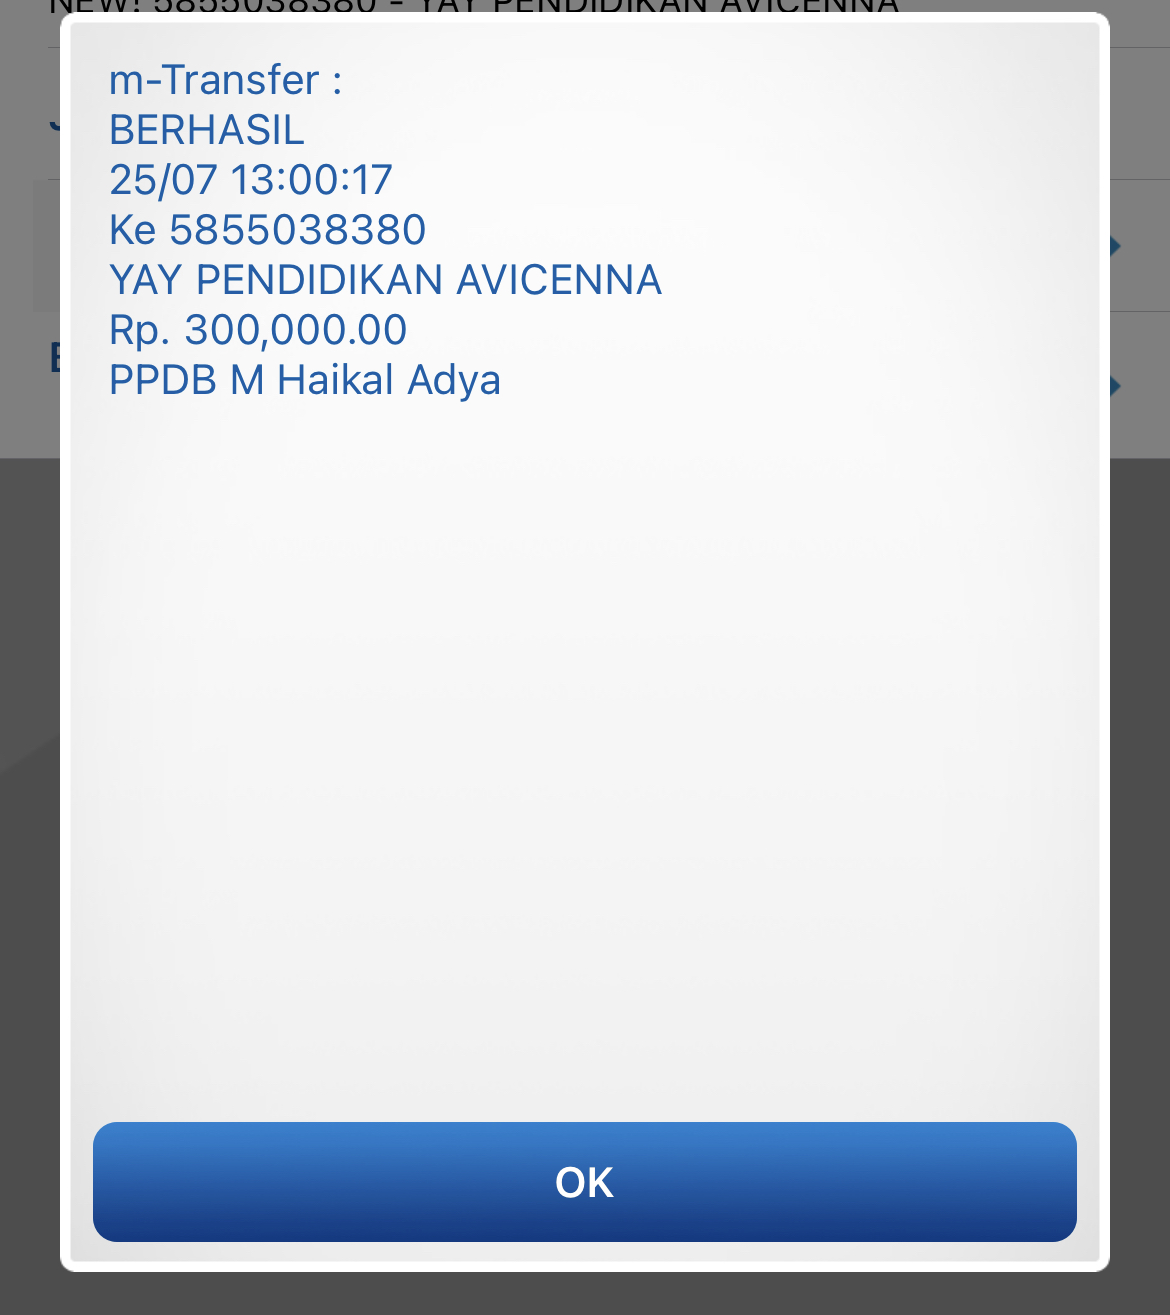 NEW! 5855038380 - YAY PENDIDIKAN AVICENNA
m-Transfer :
BERHASIL
25/07 13:00:17
Ke 5855038380
YAY PENDIDIKAN AVICENNA
Rp. 300,000.00
PPDB M Haikal Adya
OK